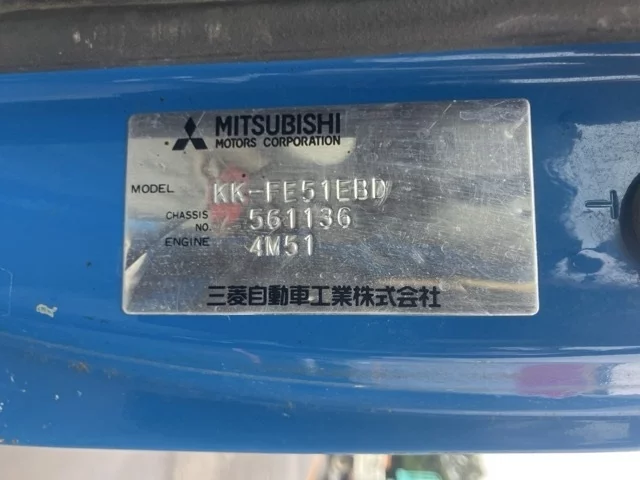 MITSUBISHI
MOTORS CORPORATION
MODEL KK-FE51EBD
CHASSIS NO. 561136
ENGINE 4M51
三菱自動車工業株式会社